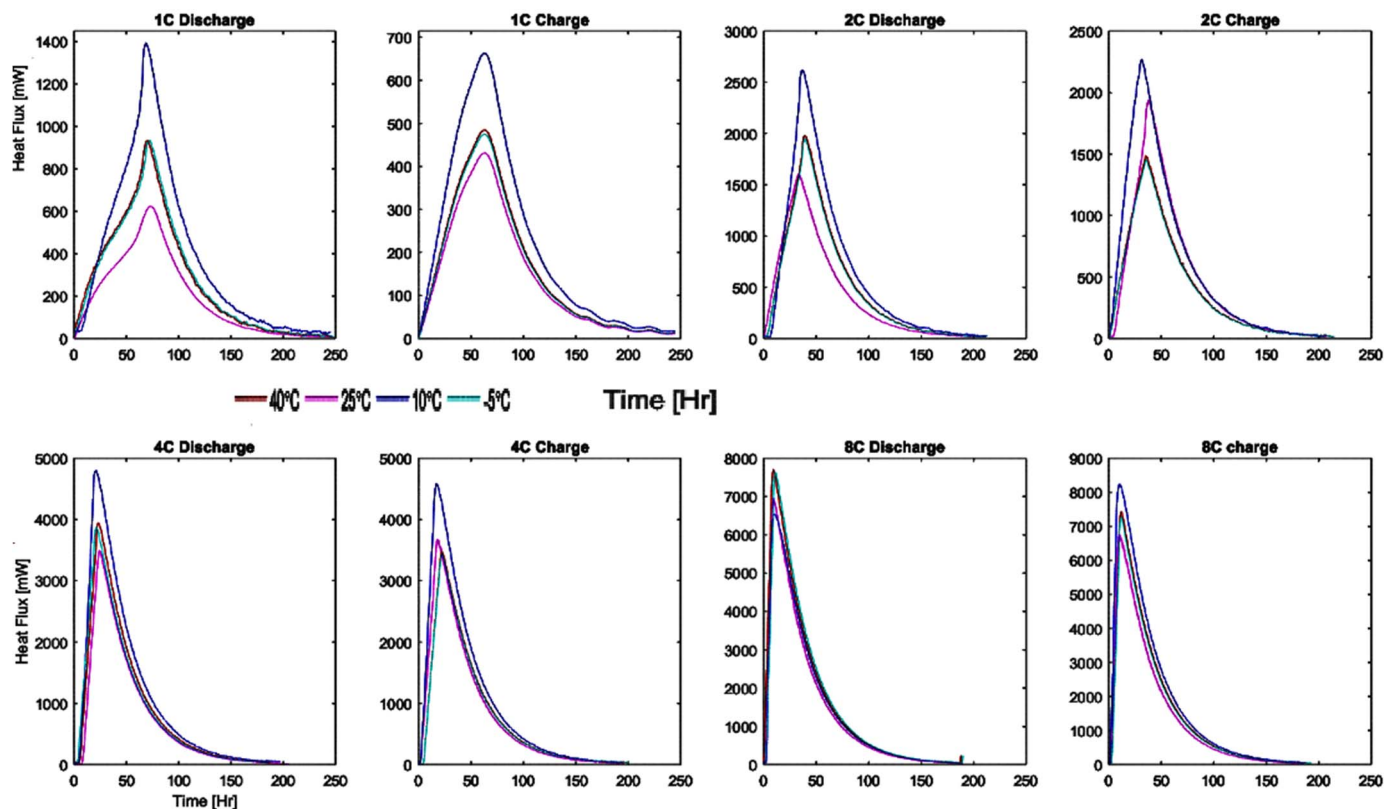 1C Discharge
1C Charge
2C Discharge
2C Charge
Heat Flux [mW]
1400
1200
1000
800
600
400
200
0
0 50 100 150 200 250
700
600
500
400
300
200
100
0
0 50 100 150 200 250
3000
2500
2000
1500
1000
500
0
0 50 100 150 200 250
2500
2000
1500
1000
500
0
0 50 100 150 200 250
40°C 25°C 10°C -5°C
Time [Hr]
4C Discharge
4C Charge
8C Discharge
8C charge
Heat Flux [mW]
5000
4000
3000
2000
1000
0
0 50 100 150 200 250
Time [Hr]
5000
4000
3000
2000
1000
0
0 50 100 150 200 250
8000
7000
6000
5000
4000
3000
2000
1000
0
0 50 100 150 200 250
9000
8000
7000
6000
5000
4000
3000
2000
1000
0
0 50 100 150 200 250